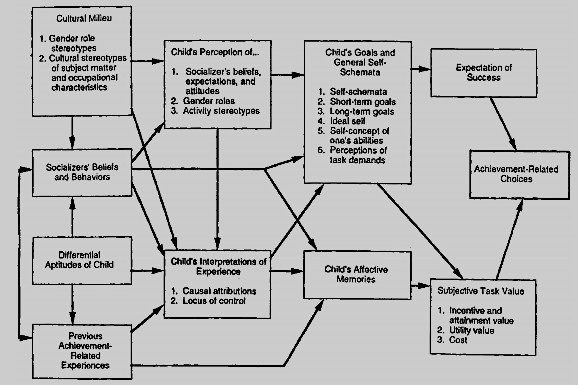 Cultural Milieu
1. Gender role
stereotypes
2. Cultural stereotypes
of subject matter
and occupational
characteristics
Child's Perception of...
1. Socializer's beliefs,
expectations, and
attitudes
2. Gender roles
3. Activity stereotypes
Child's Goals and
General Self-
Schemata
1. Self-schemata
2. Short-term goals
3. Long-term goals
4. Ideal self
5. Self-concept of
one's abilities
6. Perceptions of
task demands
Expectation of
Success
Achievement-Related
Choices
Socializers' Beliefs
and Behaviors
Differential
Aptitudes of Child
Child's Interpretations of
Experience
1. Causal attributions
2. Locus of control
Child's Affective
Memories
Subjective Task Value
1. Incentive and
attainment value
2. Utility value
3. Cost
Previous
Achievement-
Related
Experiences